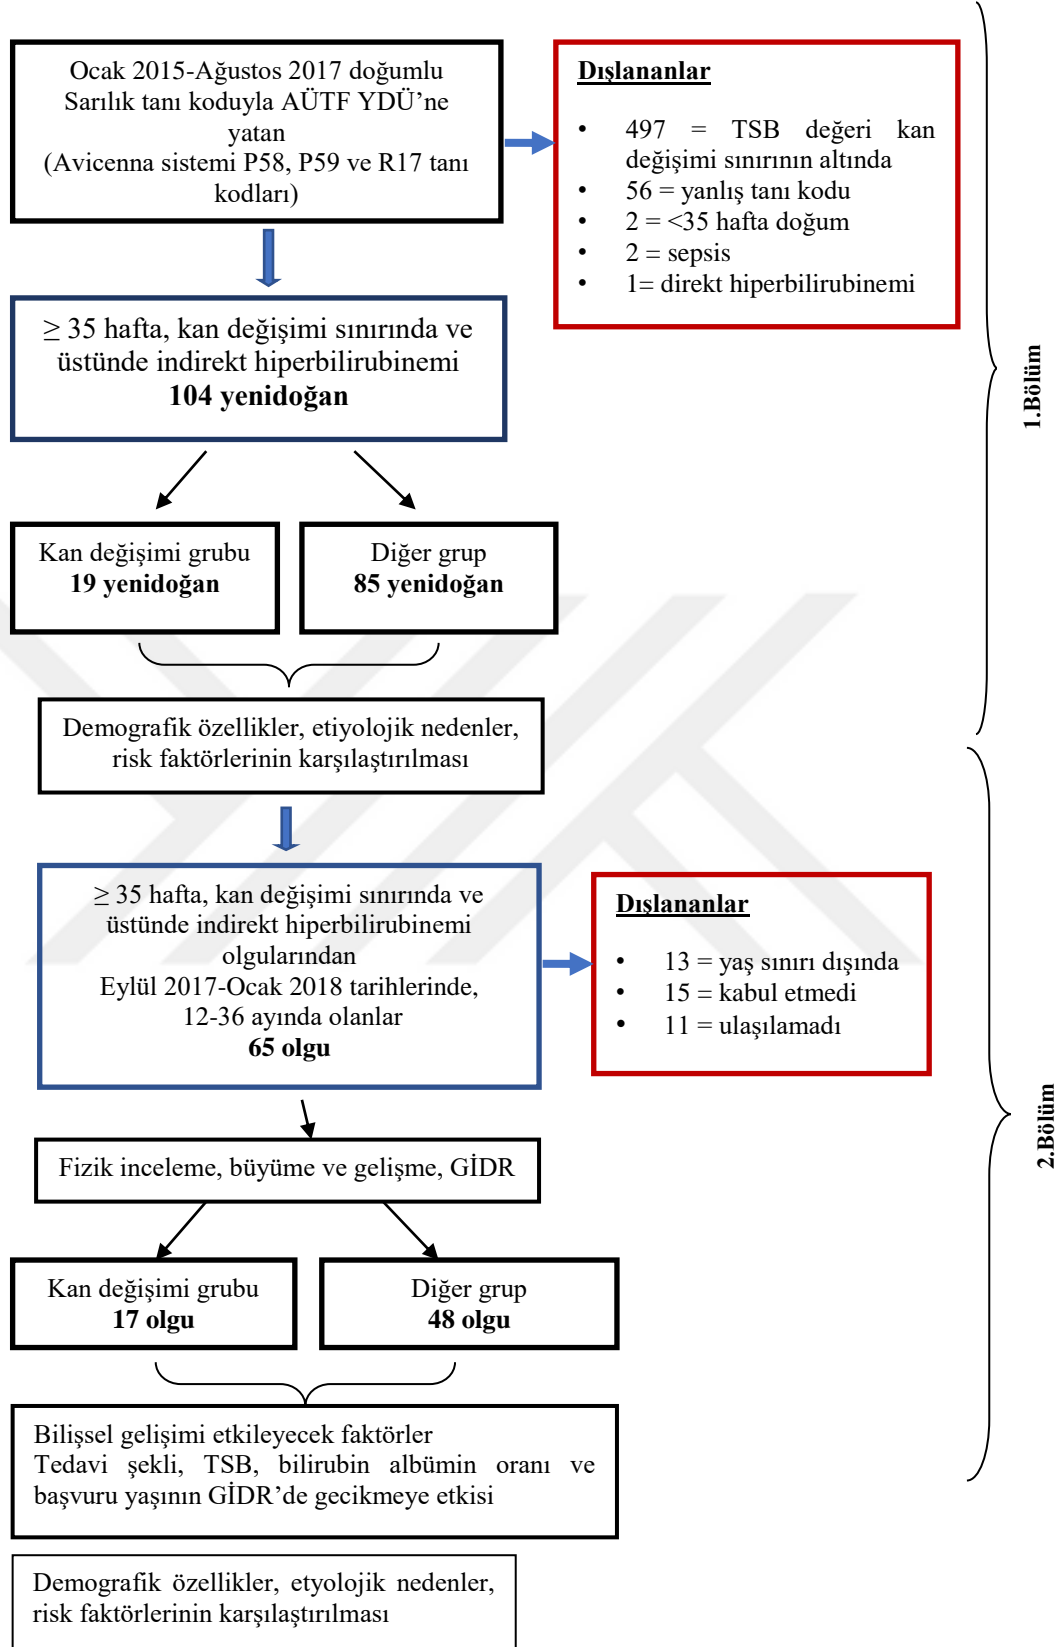 Ocak 2015-Ağustos 2017 doğumlu
Sarılık tanı koduyla AÜTF YDÜ’ne
yatan
(Avicenna sistemi P58, P59 ve R17 tanı
kodları)
Dışlananlar
• 497 = TSB değeri kan
değişimi sınırının altında
• 56 = yanlış tanı kodu
• 2 = <35 hafta doğum
• 2 = sepsis
• 1= direkt hiperbilirubinemi
≥ 35 hafta, kan değişimi sınırında ve
üstünde indirekt hiperbilirubinemi
104 yenidoğan
1.Bölüm
Kan değişimi grubu
19 yenidoğan
Diğer grup
85 yenidoğan
Demografik özellikler, etiyolojik nedenler,
risk faktörlerinin karşılaştırılması
≥ 35 hafta, kan değişimi sınırında ve
üstünde indirekt hiperbilirubinemi
olgularından
Eylül 2017-Ocak 2018 tarihlerinde,
12-36 ayında olanlar
65 olgu
Dışlananlar
• 13 = yaş sınırı dışında
• 15 = kabul etmedi
• 11 = ulaşılamadı
2.Bölüm
Fizik inceleme, büyüme ve gelişme, GİDR
Kan değişimi grubu
17 olgu
Diğer grup
48 olgu
Bilişsel gelişimi etkileyecek faktörler
Tedavi şekli, TSB, bilirubin albümin oranı ve
başvuru yaşının GİDR’de gecikmeye etkisi
Demografik özellikler, etyolojik nedenler,
risk faktörlerinin karşılaştırılması